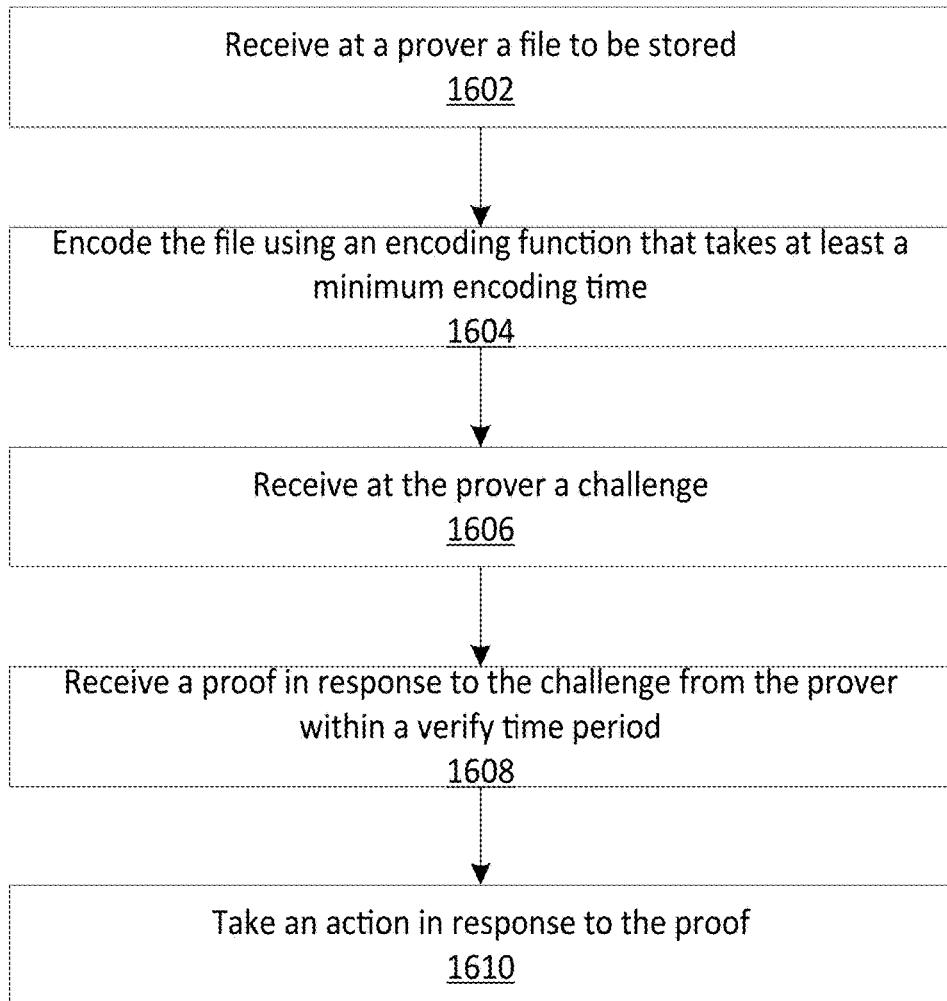 Receive at a prover a file to be stored
1602
Encode the file using an encoding function that takes at least a
minimum encoding time
1604
Receive at the prover a challenge
1606
Receive a proof in response to the challenge from the prover
within a verify time period
1608
Take an action in response to the proof
1610